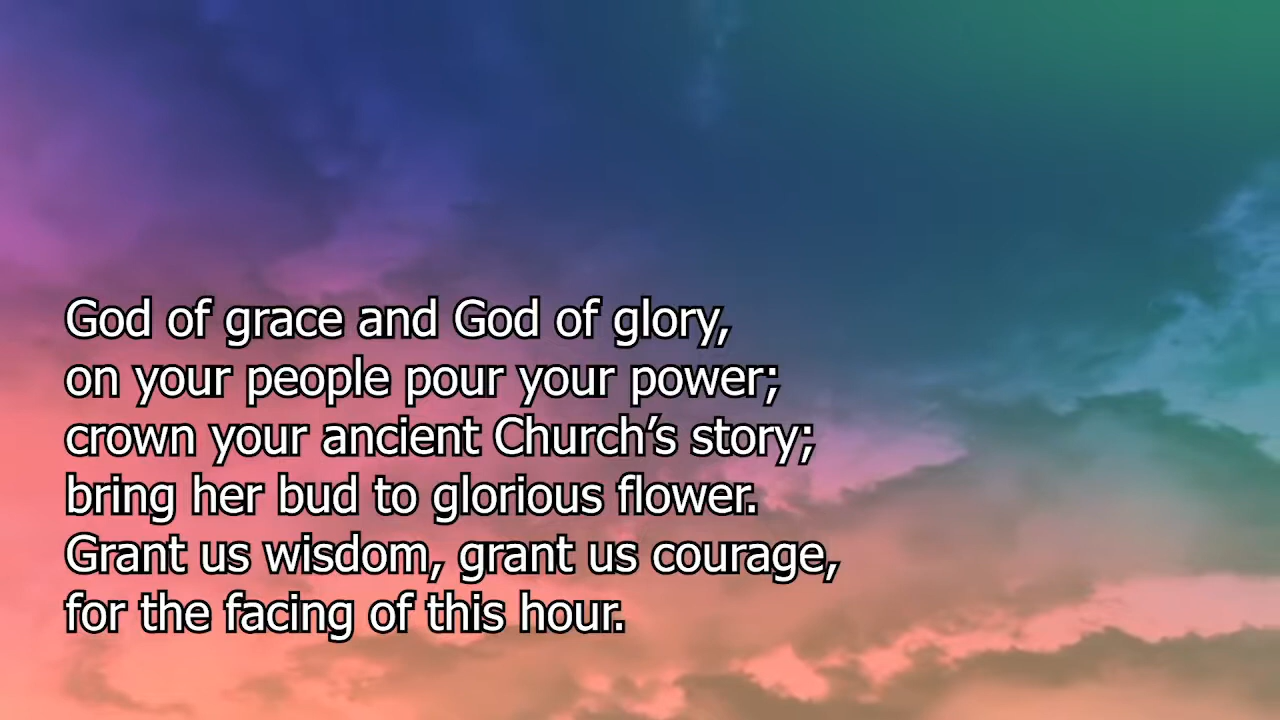 God of grace and God of glory,
on your people pour your power;
crown your ancient Church’s story;
bring her bud to glorious flower.
Grant us wisdom, grant us courage,
for the facing of this hour.